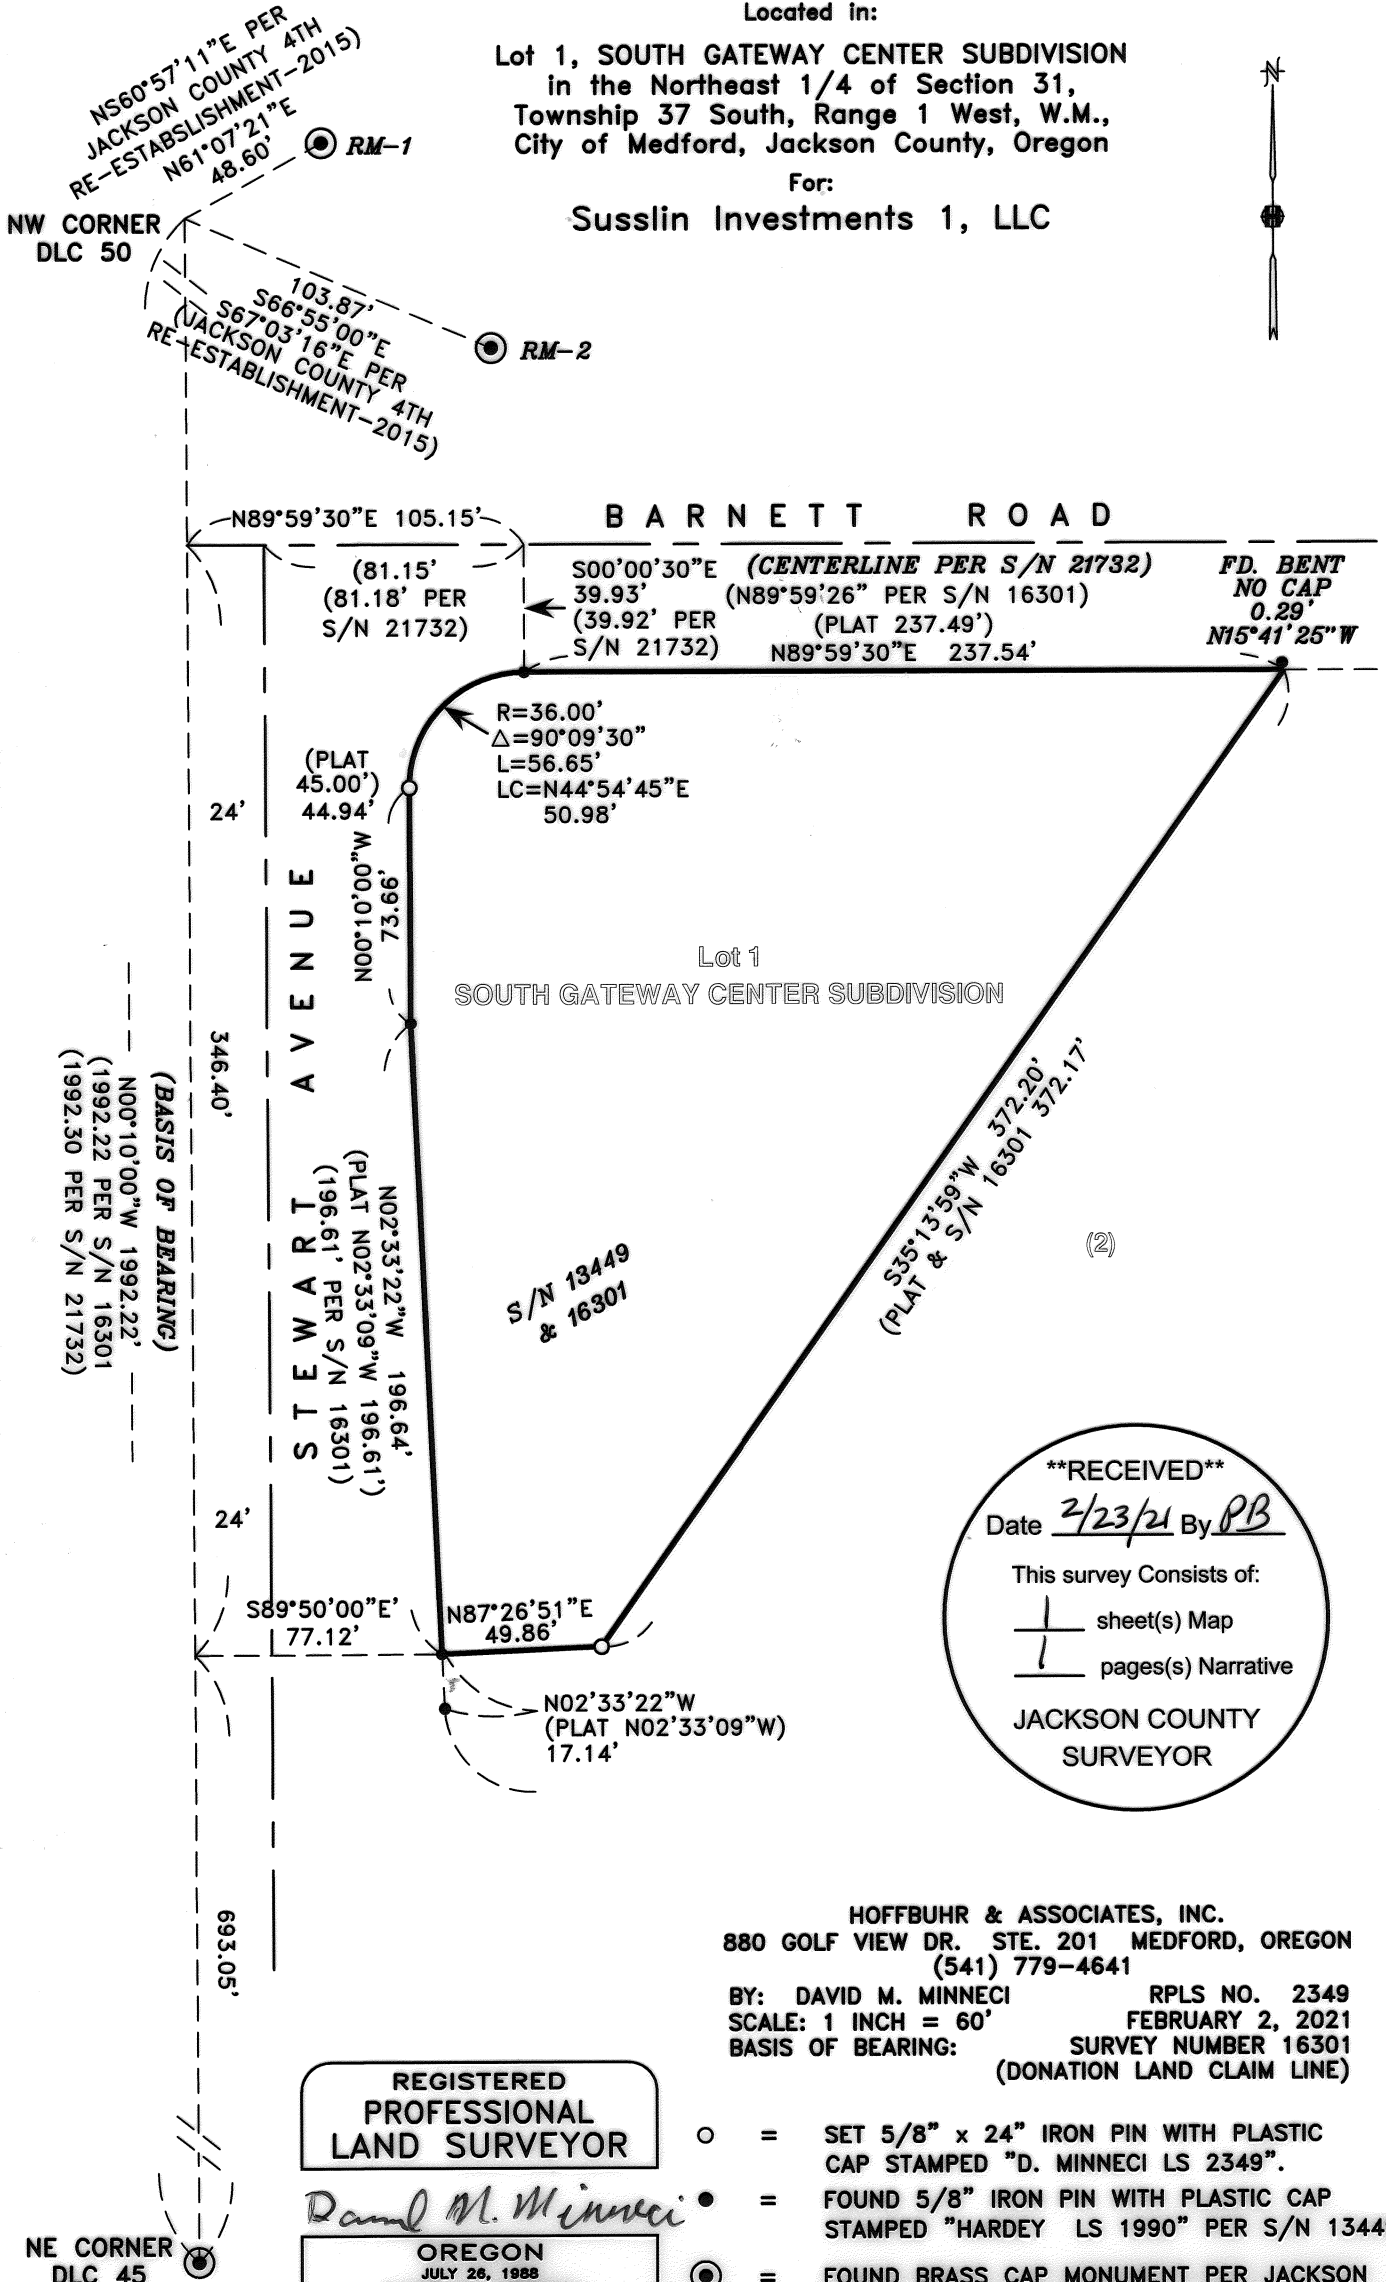 Located in:
Lot 1, SOUTH GATEWAY CENTER SUBDIVISION
in the Northeast 1/4 of Section 31,
Township 37 South, Range 1 West, W.M.,
City of Medford, Jackson County, Oregon
For:
Susslin Investments 1, LLC
N
NS60°57'11"E PER
JACKSON COUNTY 4TH
RE-ESTABSLISHMENT-2015)
N61°07'21"E
48.60'
RM-1
NW CORNER
DLC 50
103.87'
S66°55'00"E
S67°03'16"E PER
(JACKSON COUNTY 4TH
RE-ESTABLISHMENT-2015)
RM-2
N89°59'30"E 105.15'
BARNETT ROAD
(81.15'
(81.18' PER
S/N 21732)
S00'00'30"E
39.93'
(39.92' PER
S/N 21732)
(CENTERLINE PER S/N 21732)
(N89°59'26" PER S/N 16301)
(PLAT 237.49')
N89°59'30"E 237.54'
FD. BENT
NO CAP
0.29'
N15°41'25"W
R=36.00'
△=90°09'30"
L=56.65'
LC=N44°54'45"E
50.98'
(PLAT
45.00')
44.94'
24'
N00°10'00"W
73.66'
STEWART AVENUE
Lot 1
SOUTH GATEWAY CENTER SUBDIVISION
346.40'
(BASIS OF BEARING)
N00°10'00"W 1992.22'
(1992.22 PER S/N 16301
(1992.30 PER S/N 21732)
N02°33'22"W 196.64'
(PLAT N02°33'09"W 196.61')
(196.61' PER S/N 16301)
S/N 13449
& 16301
S35°13'59"W 372.20'
(PLAT & S/N 16301 372.17'
(2)
24'
S89°50'00"E'
77.12'
N87°26'51"E
49.86'
N02'33'22"W
(PLAT N02'33'09"W)
17.14'
693.05'
**RECEIVED**
Date 2/23/21 By PB
This survey Consists of:
1 sheet(s) Map
1 pages(s) Narrative
JACKSON COUNTY
SURVEYOR
HOFFBUHR & ASSOCIATES, INC.
880 GOLF VIEW DR. STE. 201 MEDFORD, OREGON
(541) 779-4641
BY: DAVID M. MINNECI RPLS NO. 2349
SCALE: 1 INCH = 60' FEBRUARY 2, 2021
BASIS OF BEARING: SURVEY NUMBER 16301
(DONATION LAND CLAIM LINE)
REGISTERED
PROFESSIONAL
LAND SURVEYOR
David M. Minneci
OREGON
JULY 26, 1988
NE CORNER
DLC 45
= SET 5/8" x 24" IRON PIN WITH PLASTIC
CAP STAMPED "D. MINNECI LS 2349".
= FOUND 5/8" IRON PIN WITH PLASTIC CAP
STAMPED "HARDEY LS 1990" PER S/N 1344
= FOUND BRASS CAP MONUMENT PER JACKSON